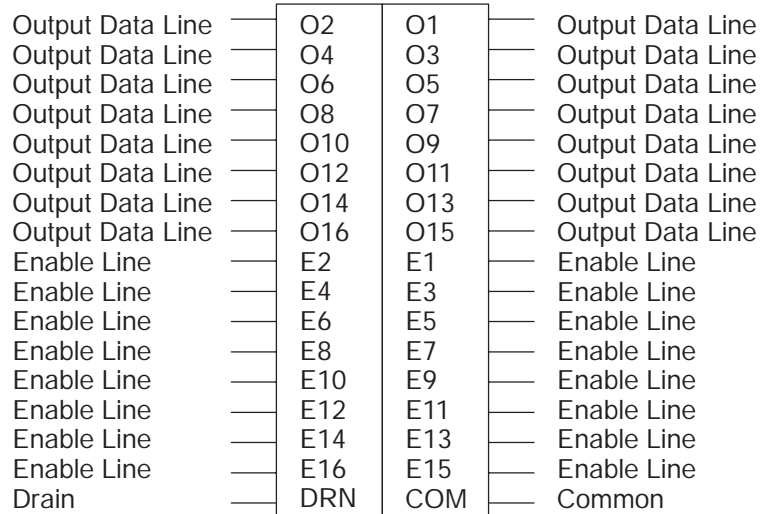 Output Data Line O2 O1 Output Data Line
Output Data Line O4 O3 Output Data Line
Output Data Line O6 O5 Output Data Line
Output Data Line O8 O7 Output Data Line
Output Data Line O10 O9 Output Data Line
Output Data Line O12 O11 Output Data Line
Output Data Line O14 O13 Output Data Line
Output Data Line O16 O15 Output Data Line
Enable Line E2 E1 Enable Line
Enable Line E4 E3 Enable Line
Enable Line E6 E5 Enable Line
Enable Line E8 E7 Enable Line
Enable Line E10 E9 Enable Line
Enable Line E12 E11 Enable Line
Enable Line E14 E13 Enable Line
Enable Line E16 E15 Enable Line
Drain DRN COM Common